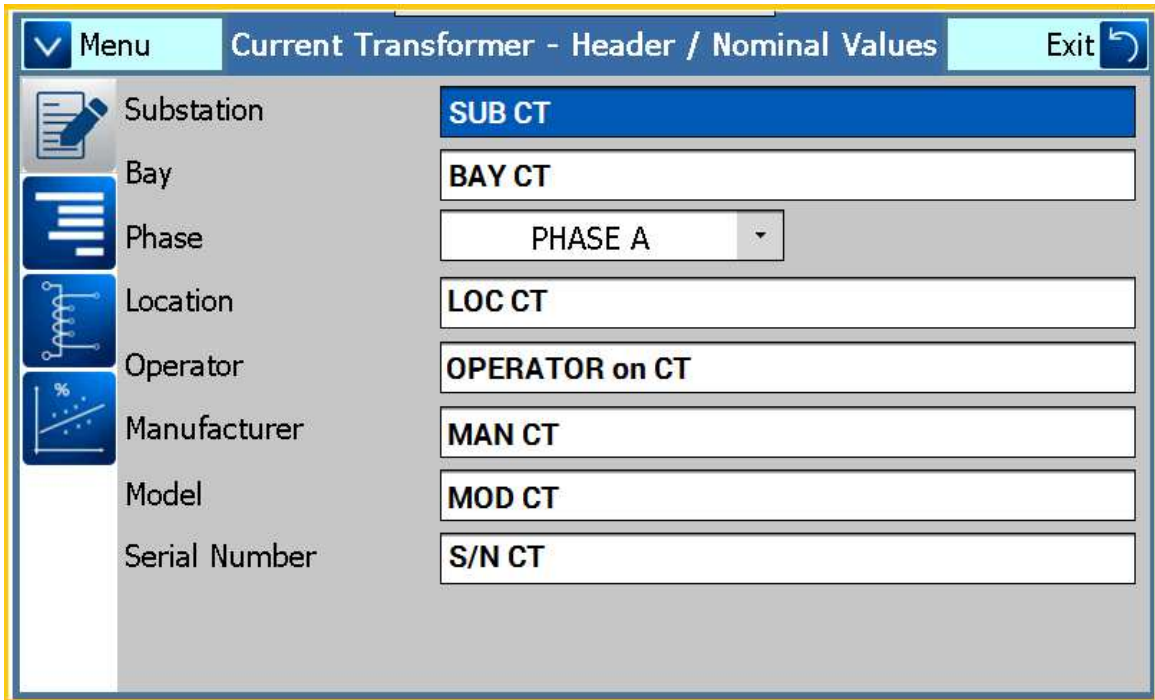 Menu
Current Transformer - Header / Nominal Values
Exit
Substation SUB CT
Bay BAY CT
Phase PHASE A
Location LOC CT
Operator OPERATOR on CT
Manufacturer MAN CT
Model MOD CT
Serial Number S/N CT
%